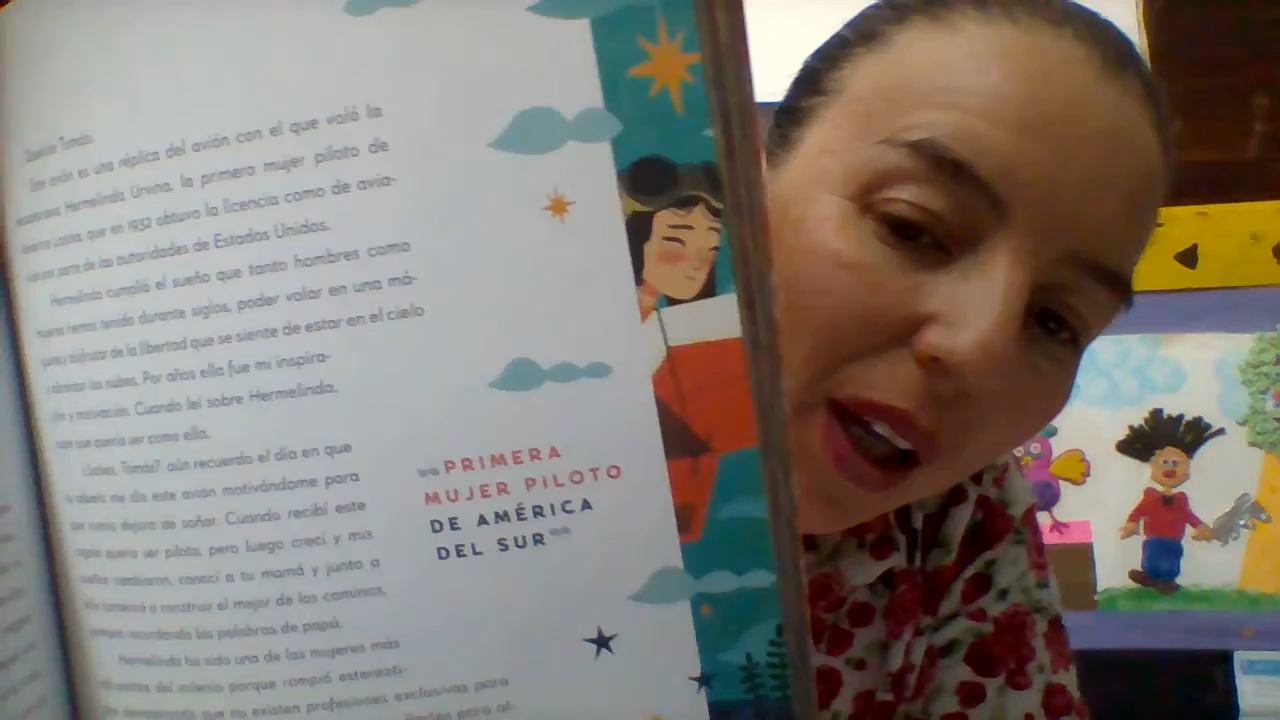 Querido Tomás:
Este avión es una réplica del avión con el que voló la
ecuatoriana Hermelinda Urvina, la primera mujer piloto de
América Latina, que en 1932 obtuvo la licencia como de avia-
por parte de las autoridades de Estados Unidos.
Hermelinda cumplió el sueño que tanto hombres como
mujeres hemos tenido durante siglos, poder volar en una má-
quina y disfrutar de la libertad que se siente de estar en el cielo
y las nubes. Por años ella fue mi inspira-
ción y motivación. Cuando leí sobre Hermelinda,
que quería ser como ella.
¿Sabes, Tomás?, aún recuerdo el día en que
me dio este avión motivándome para
que nunca dejara de soñar. Cuando recibí este
quería ser piloto, pero luego crecí y mis
sueños cambiaron, conocí a tu mamá y junto a
ella comencé a construir el mejor de los caminos,
siempre recordando las palabras de papá.
Hermelinda ha sido una de las mujeres más
del milenio porque rompió estereoti-
que no existen profesiones exclusivas para
para al-
PRIMERA
MUJER PILOTO
DE AMÉRICA
DEL SUR